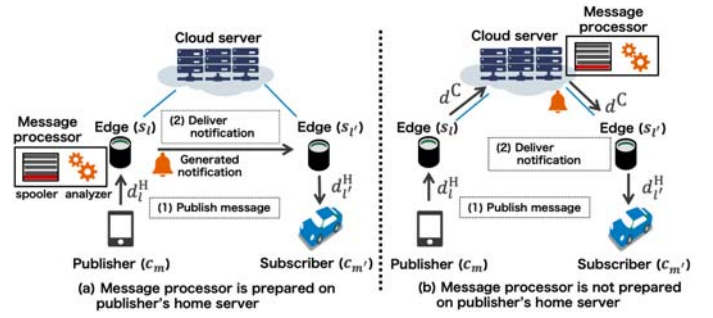 Cloud server
Message
processor
Edge (s_l)
(2) Deliver
notification
Edge (s_l')
Generated
notification
spooler analyzer
d_l^H
(1) Publish message
d_l'^H
Publisher (c_m)
Subscriber (c_m')
(a) Message processor is prepared on
publisher's home server
Message
processor
Cloud server
d^C
d^C
Edge (s_l)
Edge (s_l')
(2) Deliver
notification
d_l^H
d_l'^H
(1) Publish message
Publisher (c_m)
Subscriber (c_m')
(b) Message processor is not prepared
on publisher's home server